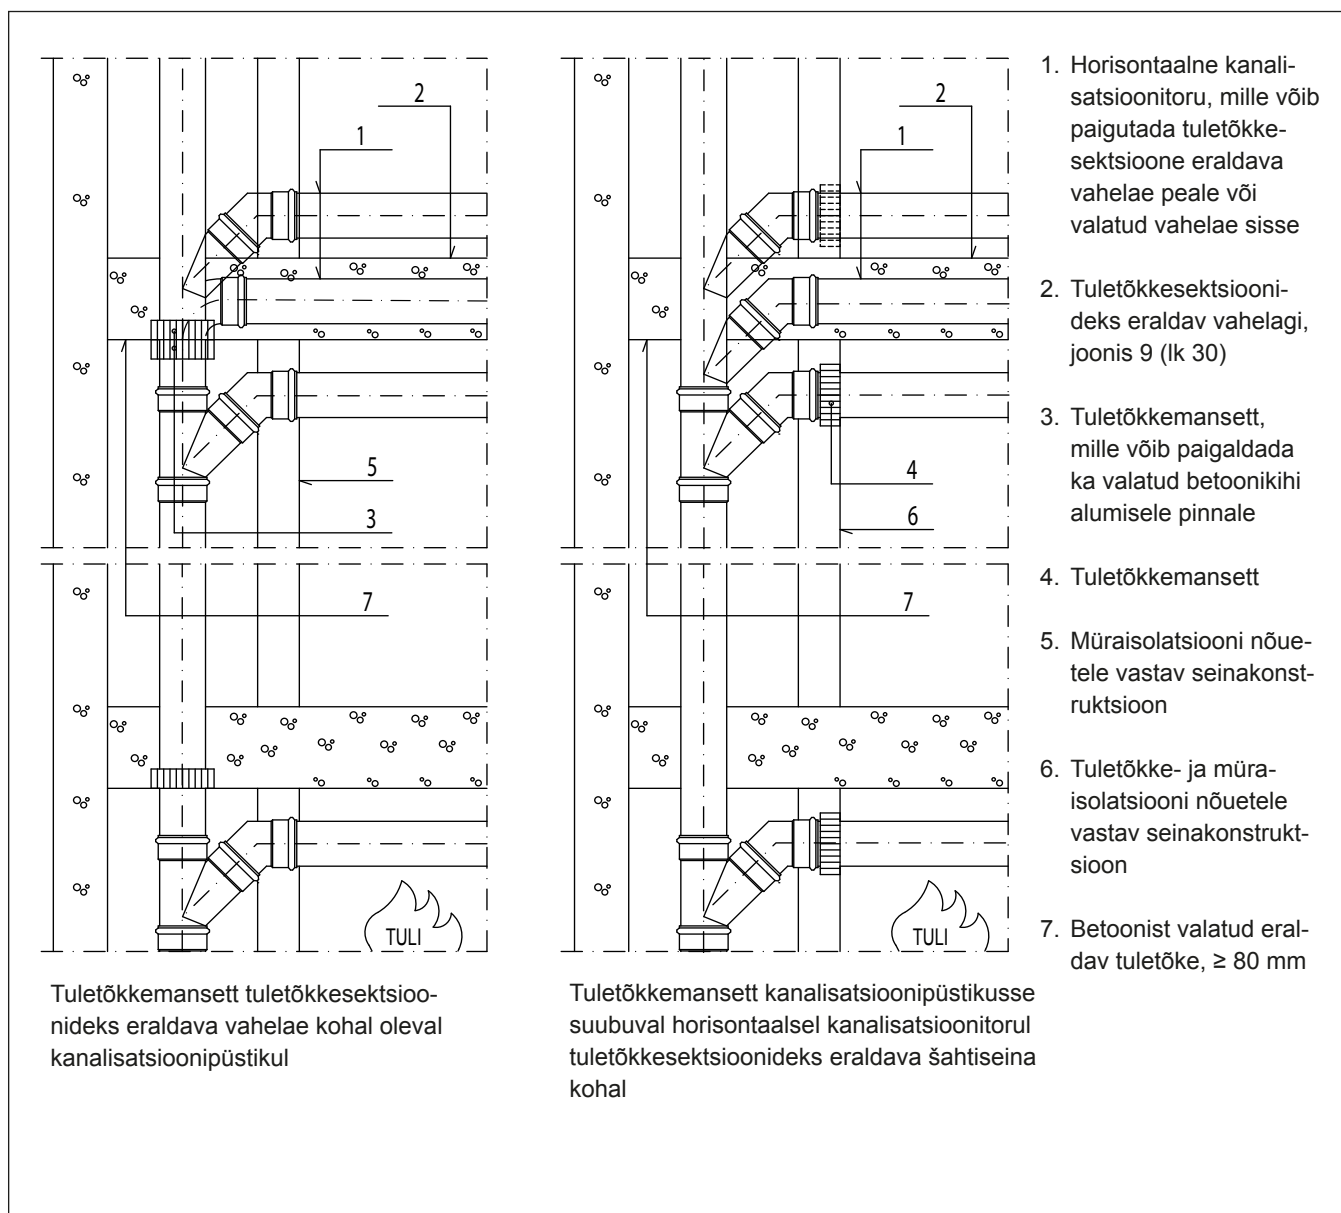 2
1
5
3
7
TULI
2
1
4
6
7
TULI
1. Horisontaalne kanali-
satsioonitoru, mille võib
paigutada tuletõkke-
sektsioone eraldava
vahelae peale või
valatud vahelae sisse
2. Tuletõkkesektsiooni-
deks eraldav vahelagi,
joonis 9 (lk 30)
3. Tuletõkkemansett,
mille võib paigaldada
ka valatud betoonikihi
alumisele pinnale
4. Tuletõkkemansett
5. Müraisolatsiooni nõue-
tele vastav seinakonst-
ruktsioon
6. Tuletõkke- ja müra-
isolatsiooni nõuetele
vastav seinakonstrukt-
sioon
7. Betoonist valatud eral-
dav tuletõke, ≥ 80 mm
Tuletõkkemansett tuletõkkesektsioo-
nideks eraldava vahelae kohal oleval
kanalisatsioonipüstikul
Tuletõkkemansett kanalisatsioonipüstikusse
suubuval horisontaalsel kanalisatsioonitorul
tuletõkkesektsioonideks eraldava šahtiseina
kohal